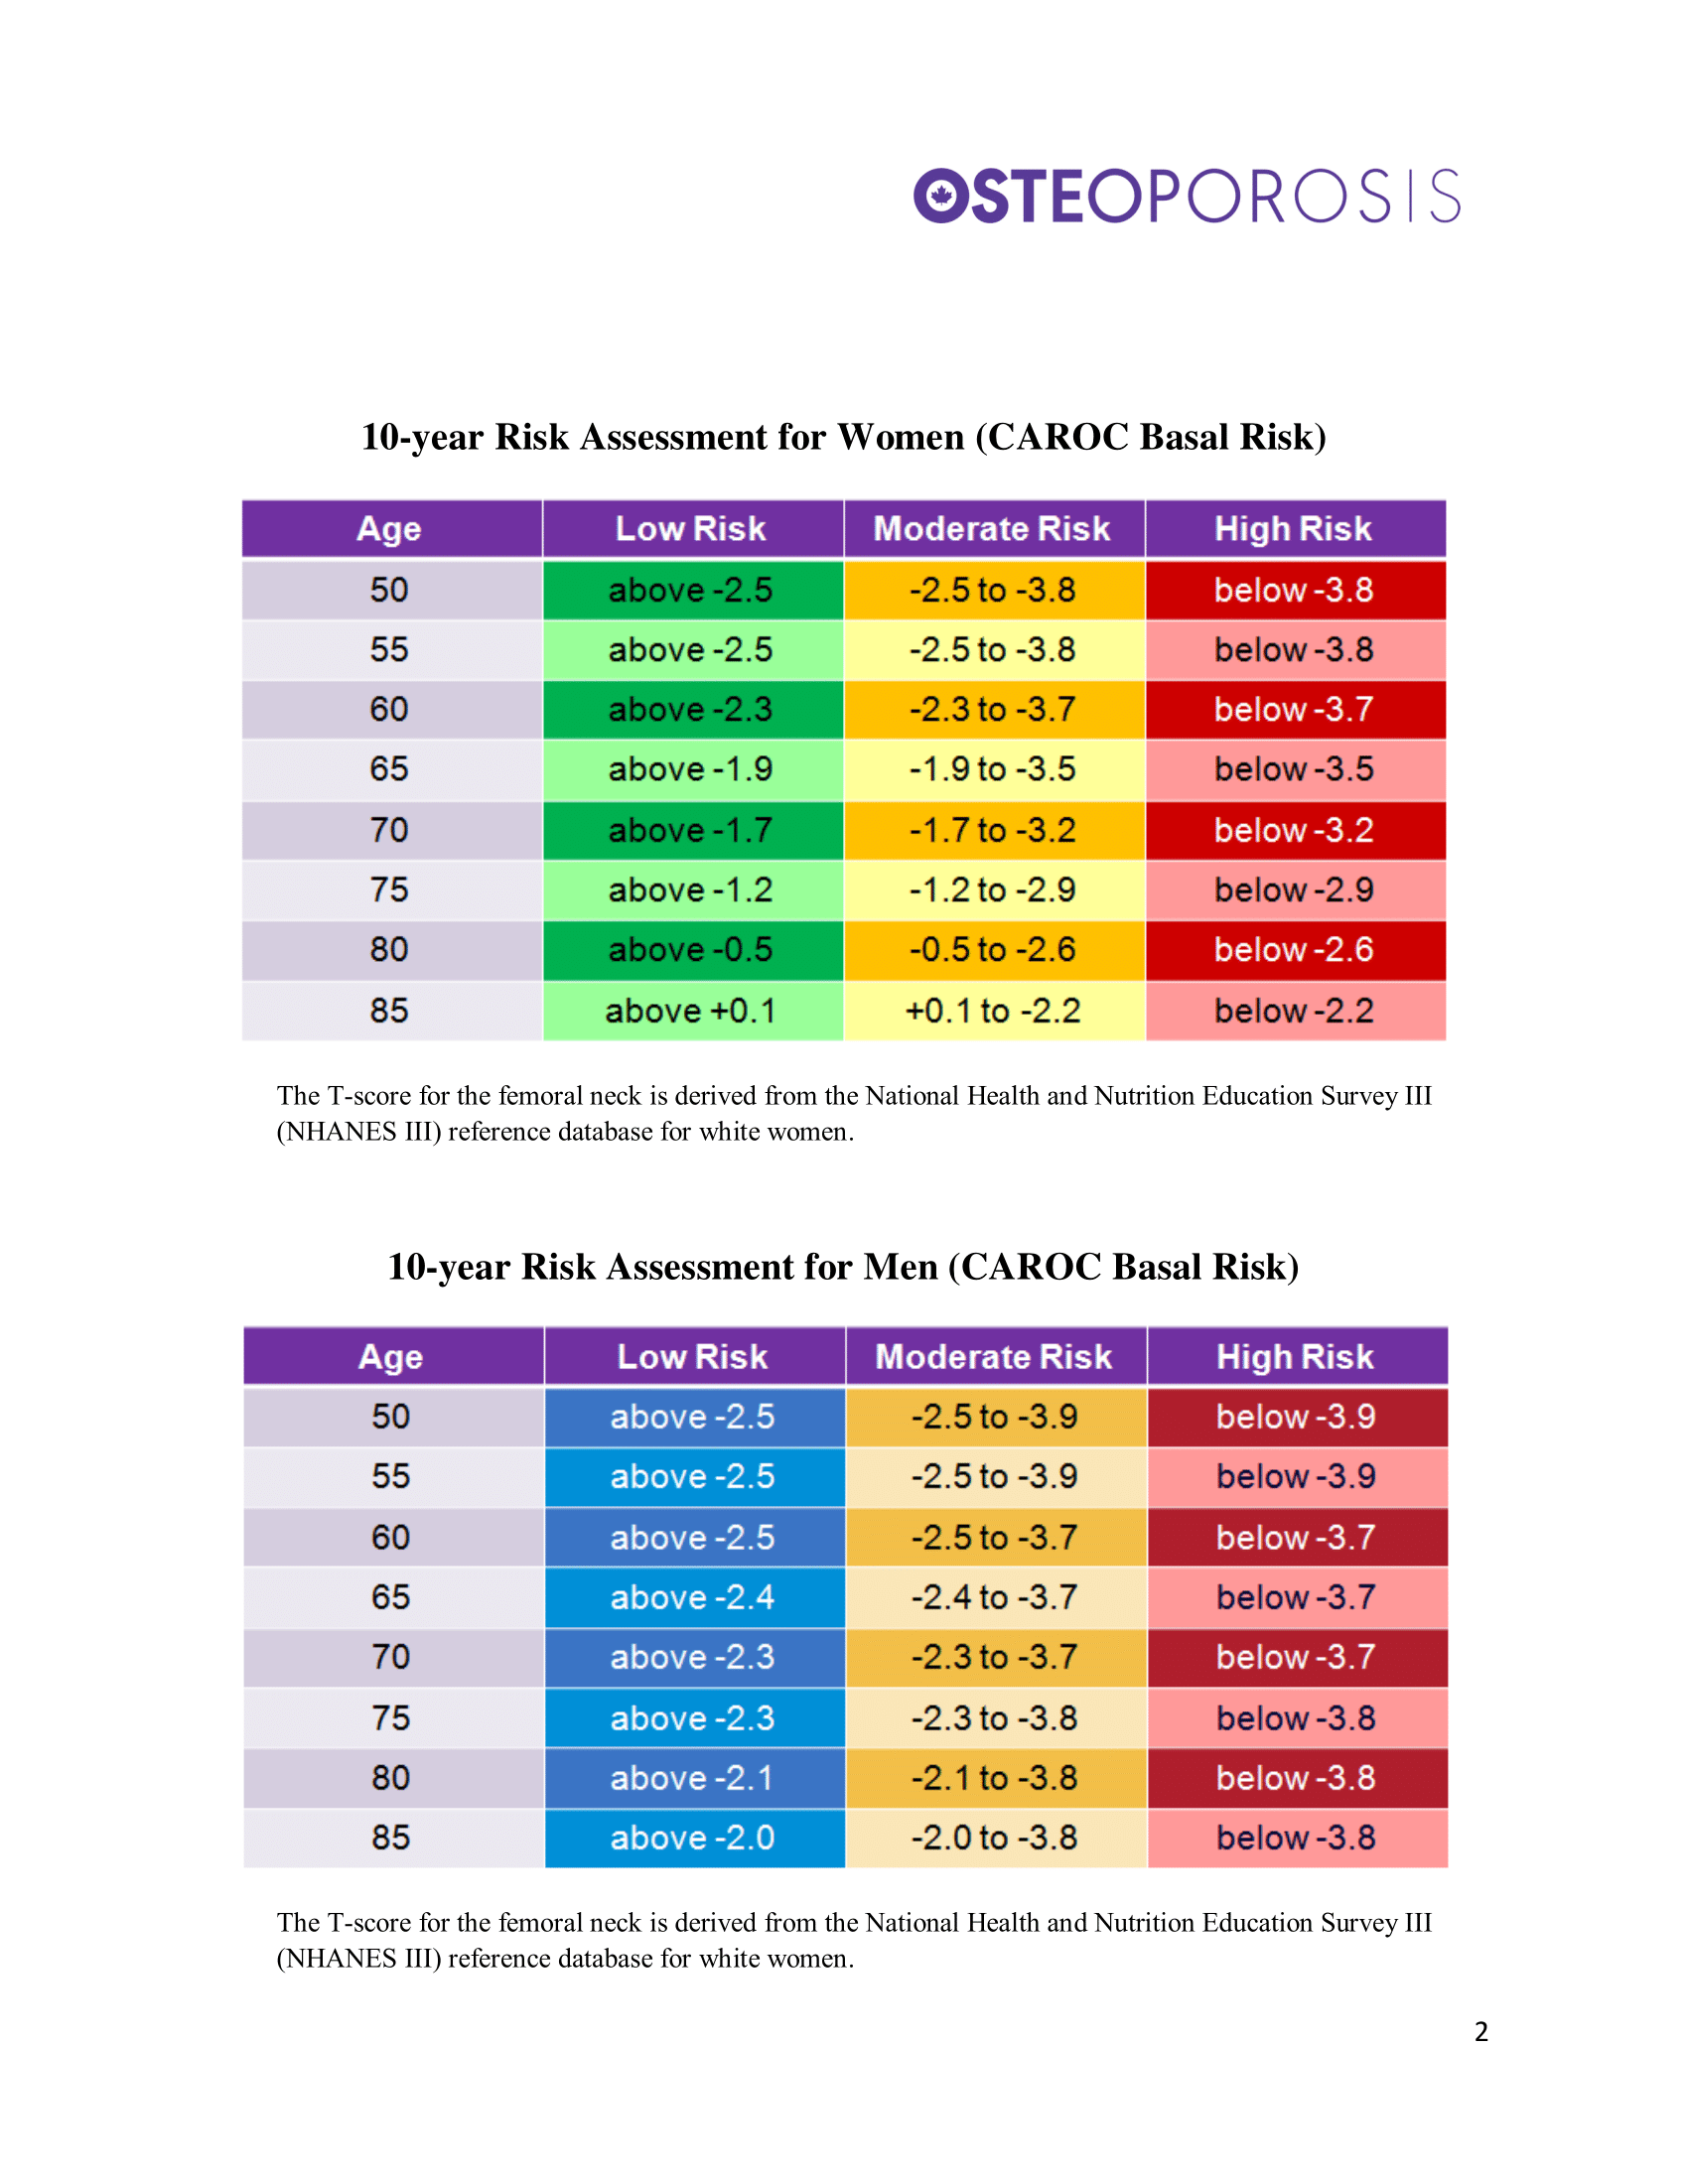 OSTEOPOROSIS
10-year Risk Assessment for Women (CAROC Basal Risk)
Age Low Risk Moderate Risk High Risk
50 above -2.5 -2.5 to -3.8 below -3.8
55 above -2.5 -2.5 to -3.8 below -3.8
60 above -2.3 -2.3 to -3.7 below -3.7
65 above -1.9 -1.9 to -3.5 below -3.5
70 above -1.7 -1.7 to -3.2 below -3.2
75 above -1.2 -1.2 to -2.9 below -2.9
80 above -0.5 -0.5 to -2.6 below -2.6
85 above +0.1 +0.1 to -2.2 below -2.2
The T-score for the femoral neck is derived from the National Health and Nutrition Education Survey III
(NHANES III) reference database for white women.
10-year Risk Assessment for Men (CAROC Basal Risk)
Age Low Risk Moderate Risk High Risk
50 above -2.5 -2.5 to -3.9 below -3.9
55 above -2.5 -2.5 to -3.9 below -3.9
60 above -2.5 -2.5 to -3.7 below -3.7
65 above -2.4 -2.4 to -3.7 below -3.7
70 above -2.3 -2.3 to -3.7 below -3.7
75 above -2.3 -2.3 to -3.8 below -3.8
80 above -2.1 -2.1 to -3.8 below -3.8
85 above -2.0 -2.0 to -3.8 below -3.8
The T-score for the femoral neck is derived from the National Health and Nutrition Education Survey III
(NHANES III) reference database for white women.
2